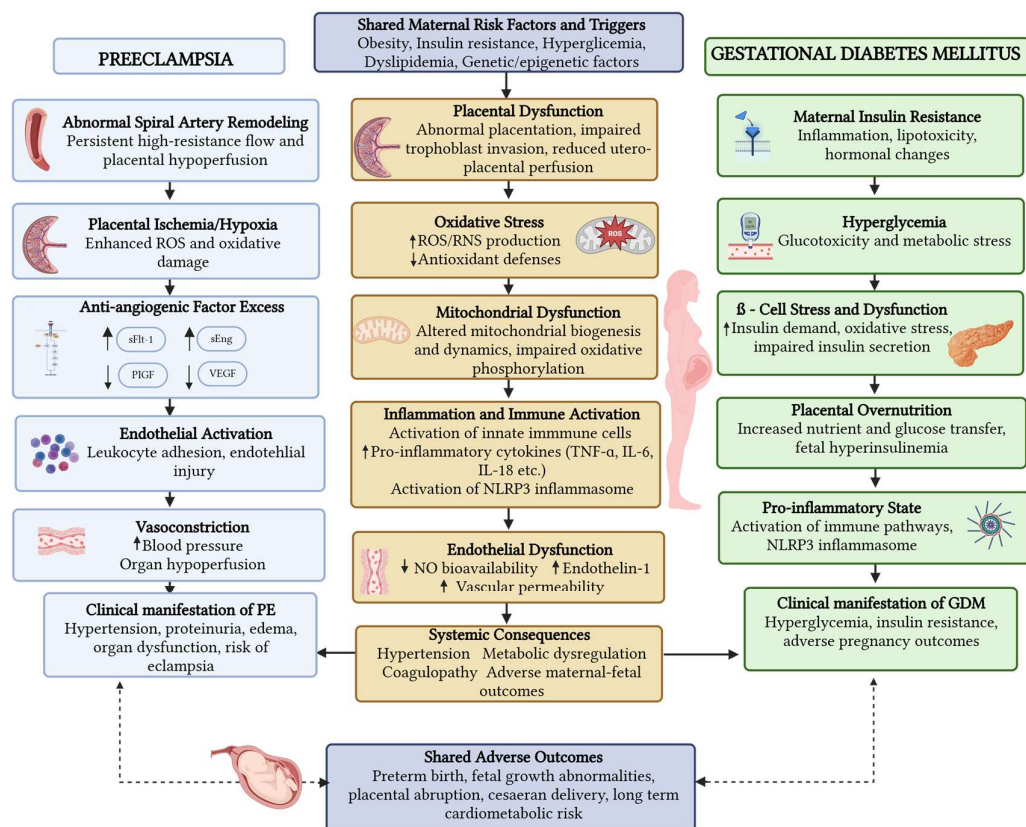 Shared Maternal Risk Factors and Triggers
Obesity, Insulin resistance, Hyperglicemia,
Dyslipidemia, Genetic/epigenetic factors
PREECLAMPSIA
Abnormal Spiral Artery Remodeling
Persistent high-resistance flow and
placental hypoperfusion
Placental Ischemia/Hypoxia
Enhanced ROS and oxidative
damage
Anti-angiogenic Factor Excess
sFlt-1
sEng
PIGF
VEGF
Endothelial Activation
Leukocyte adhesion, endotehlial
injury
Vasoconstriction
↑Blood pressure
Organ hypoperfusion
Clinical manifestation of PE
Hypertension, proteinuria, edema,
organ dysfunction, risk of
eclampsia
Placental Dysfunction
Abnormal placentation, impaired
trophoblast invasion, reduced utero-
placental perfusion
Oxidative Stress
↑ROS/RNS production
↓Antioxidant defenses
ROS
Mitochondrial Dysfunction
Altered mitochondrial biogenesis
and dynamics, impaired oxidative
phosphorylation
Inflammation and Immune Activation
Activation of innate immmune cells
↑Pro-inflammatory cytokines (TNF-α, IL-6,
IL-18 etc.)
Activation of NLRP3 inflammasome
Endothelial Dysfunction
↓ NO bioavailability ↑ Endothelin-1
↑ Vascular permeability
Systemic Consequences
Hypertension Metabolic dysregulation
Coagulopathy Adverse maternal-fetal
outcomes
GESTATIONAL DIABETES MELLITUS
Maternal Insulin Resistance
Inflammation, lipotoxicity,
hormonal changes
Hyperglycemia
Glucotoxicity and metabolic stress
ß - Cell Stress and Dysfunction
↑Insulin demand, oxidative stress,
impaired insulin secretion
Placental Overnutrition
Increased nutrient and glucose transfer,
fetal hyperinsulinemia
Pro-inflammatory State
Activation of immune pathways,
NLRP3 inflammasome
Clinical manifestation of GDM
Hyperglycemia, insulin resistance,
adverse pregnancy outcomes
Shared Adverse Outcomes
Preterm birth, fetal growth abnormalities,
placental abruption, cesaeran delivery, long term
cardiometabolic risk